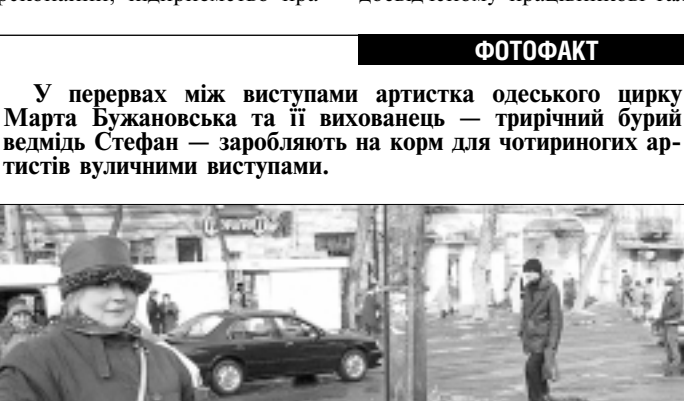 ФОТОФАКТ
У перервах між виступами артистка одеського цирку
Марта Бужановська та її вихованець — трирічний бурий
ведмідь Стефан — заробляють на корм для чотириногих ар-
тистів вуличними виступами.